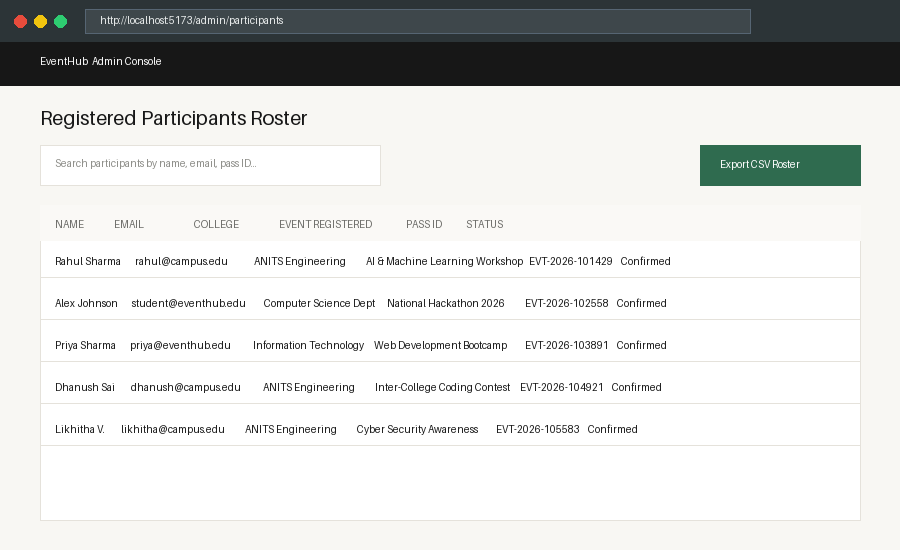 http://localhost:5173/admin/participants
EventHub Admin Console
Registered Participants Roster
Search participants by name, email, pass ID...
Export CSV Roster
NAME EMAIL COLLEGE EVENT REGISTERED PASS ID STATUS
Rahul Sharma rahul@campus.edu ANITS Engineering AI & Machine Learning Workshop EVT-2026-101429 Confirmed
Alex Johnson student@eventhub.edu Computer Science Dept National Hackathon 2026 EVT-2026-102558 Confirmed
Priya Sharma priya@eventhub.edu Information Technology Web Development Bootcamp EVT-2026-103891 Confirmed
Dhanush Sai dhanush@campus.edu ANITS Engineering Inter-College Coding Contest EVT-2026-104921 Confirmed
Likhitha V. likhitha@campus.edu ANITS Engineering Cyber Security Awareness EVT-2026-105583 Confirmed